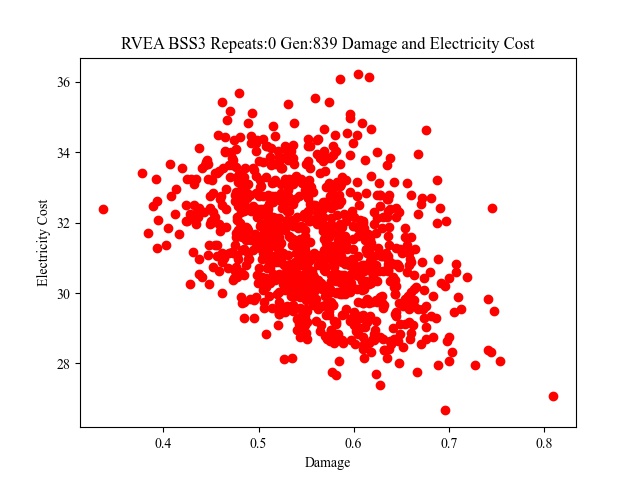 RVEA BSS3 Repeats:0 Gen:839 Damage and Electricity Cost
36
34
32
30
28
Electricity Cost
0.4 0.5 0.6 0.7 0.8
Damage